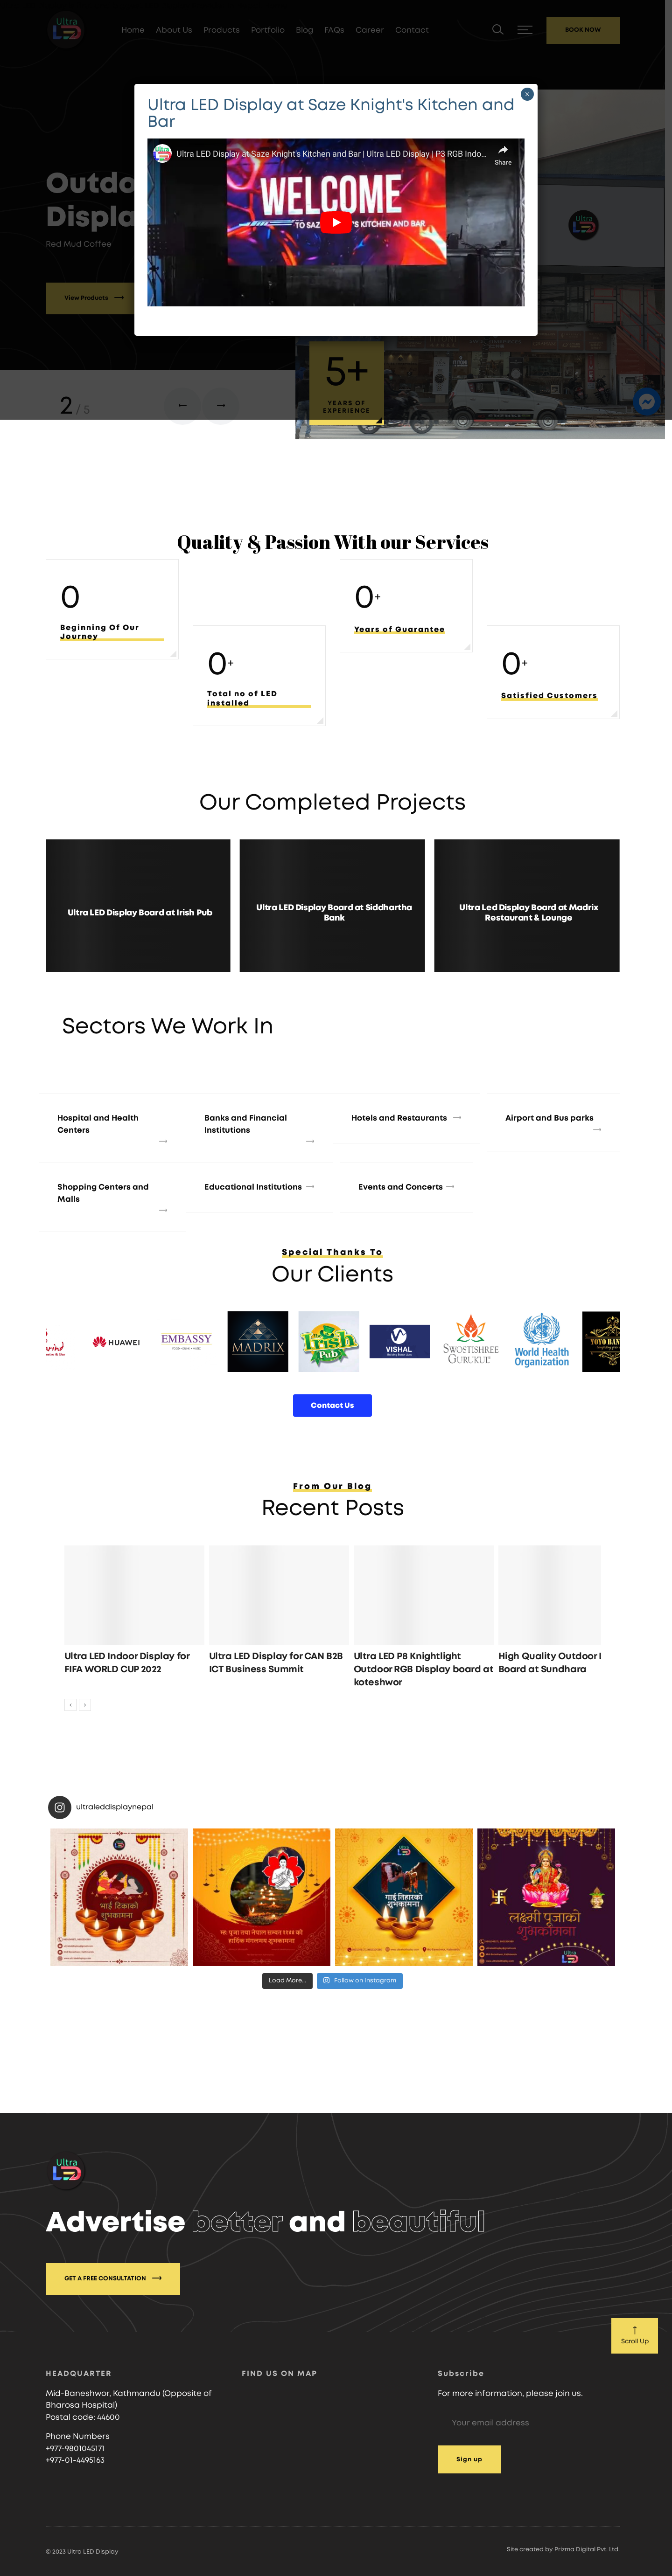 Ultra
LED
Home
About Us
Products
Portfolio
Blog
FAQs
Career
Contact
BOOK NOW
Ultra LED Display at Saze Knight's Kitchen and
Bar
Ultra LED Display at Saze Knight's Kitchen and Bar | Ultra LED Display | P3 RGB Indo...
Share
WELCOME
TO SAZE KNIGHT'S KITCHEN AND BAR
Outdo
Displa
Red Mud Coffee
View Products
5+
YEARS OF
EXPERIENCE
2 / 5
Quality & Passion With our Services
0
Beginning Of Our
Journey
0+
Total no of LED
installed
0+
Years of Guarantee
0+
Satisfied Customers
Our Completed Projects
Ultra LED Display Board at Irish Pub
Ultra LED Display Board at Siddhartha
Bank
Ultra Led Display Board at Madrix
Restaurant & Lounge
Sectors We Work In
Hospital and Health
Centers
Banks and Financial
Institutions
Hotels and Restaurants
Airport and Bus parks
Shopping Centers and
Malls
Educational Institutions
Events and Concerts
Special Thanks To
Our Clients
HUAWEI
EMBASSY
MADRIX
Irish
Pub
VISHAL
SWOSTISHREE
GURUKUL
World Health
Organization
Contact Us
From Our Blog
Recent Posts
Ultra LED Indoor Display for
FIFA WORLD CUP 2022
Ultra LED Display for CAN B2B
ICT Business Summit
Ultra LED P8 Knightlight
Outdoor RGB Display board at
koteshwor
High Quality Outdoor
Board at Sundhara
ultraleddisplaynepal
भाई टिकाको
शुभकामना
म्हः पूजा तथा नेपाल सम्बत ११४४ को
हार्दिक मंगलमय शुभकामना
गाई तिहारको
शुभकामना
लक्ष्मी पूजाको
शुभकामना
Load More...
Follow on Instagram
Ultra
LED
Advertise better and beautiful
GET A FREE CONSULTATION
Scroll Up
HEADQUARTER
Mid-Baneshwor, Kathmandu (Opposite of
Bharosa Hospital)
Postal code: 44600
Phone Numbers
+977-9801045171
+977-01-4495163
FIND US ON MAP
Subscribe
For more information, please join us.
Your email address
Sign up
© 2023 Ultra LED Display
Site created by Prizma Digital Pvt. Ltd.